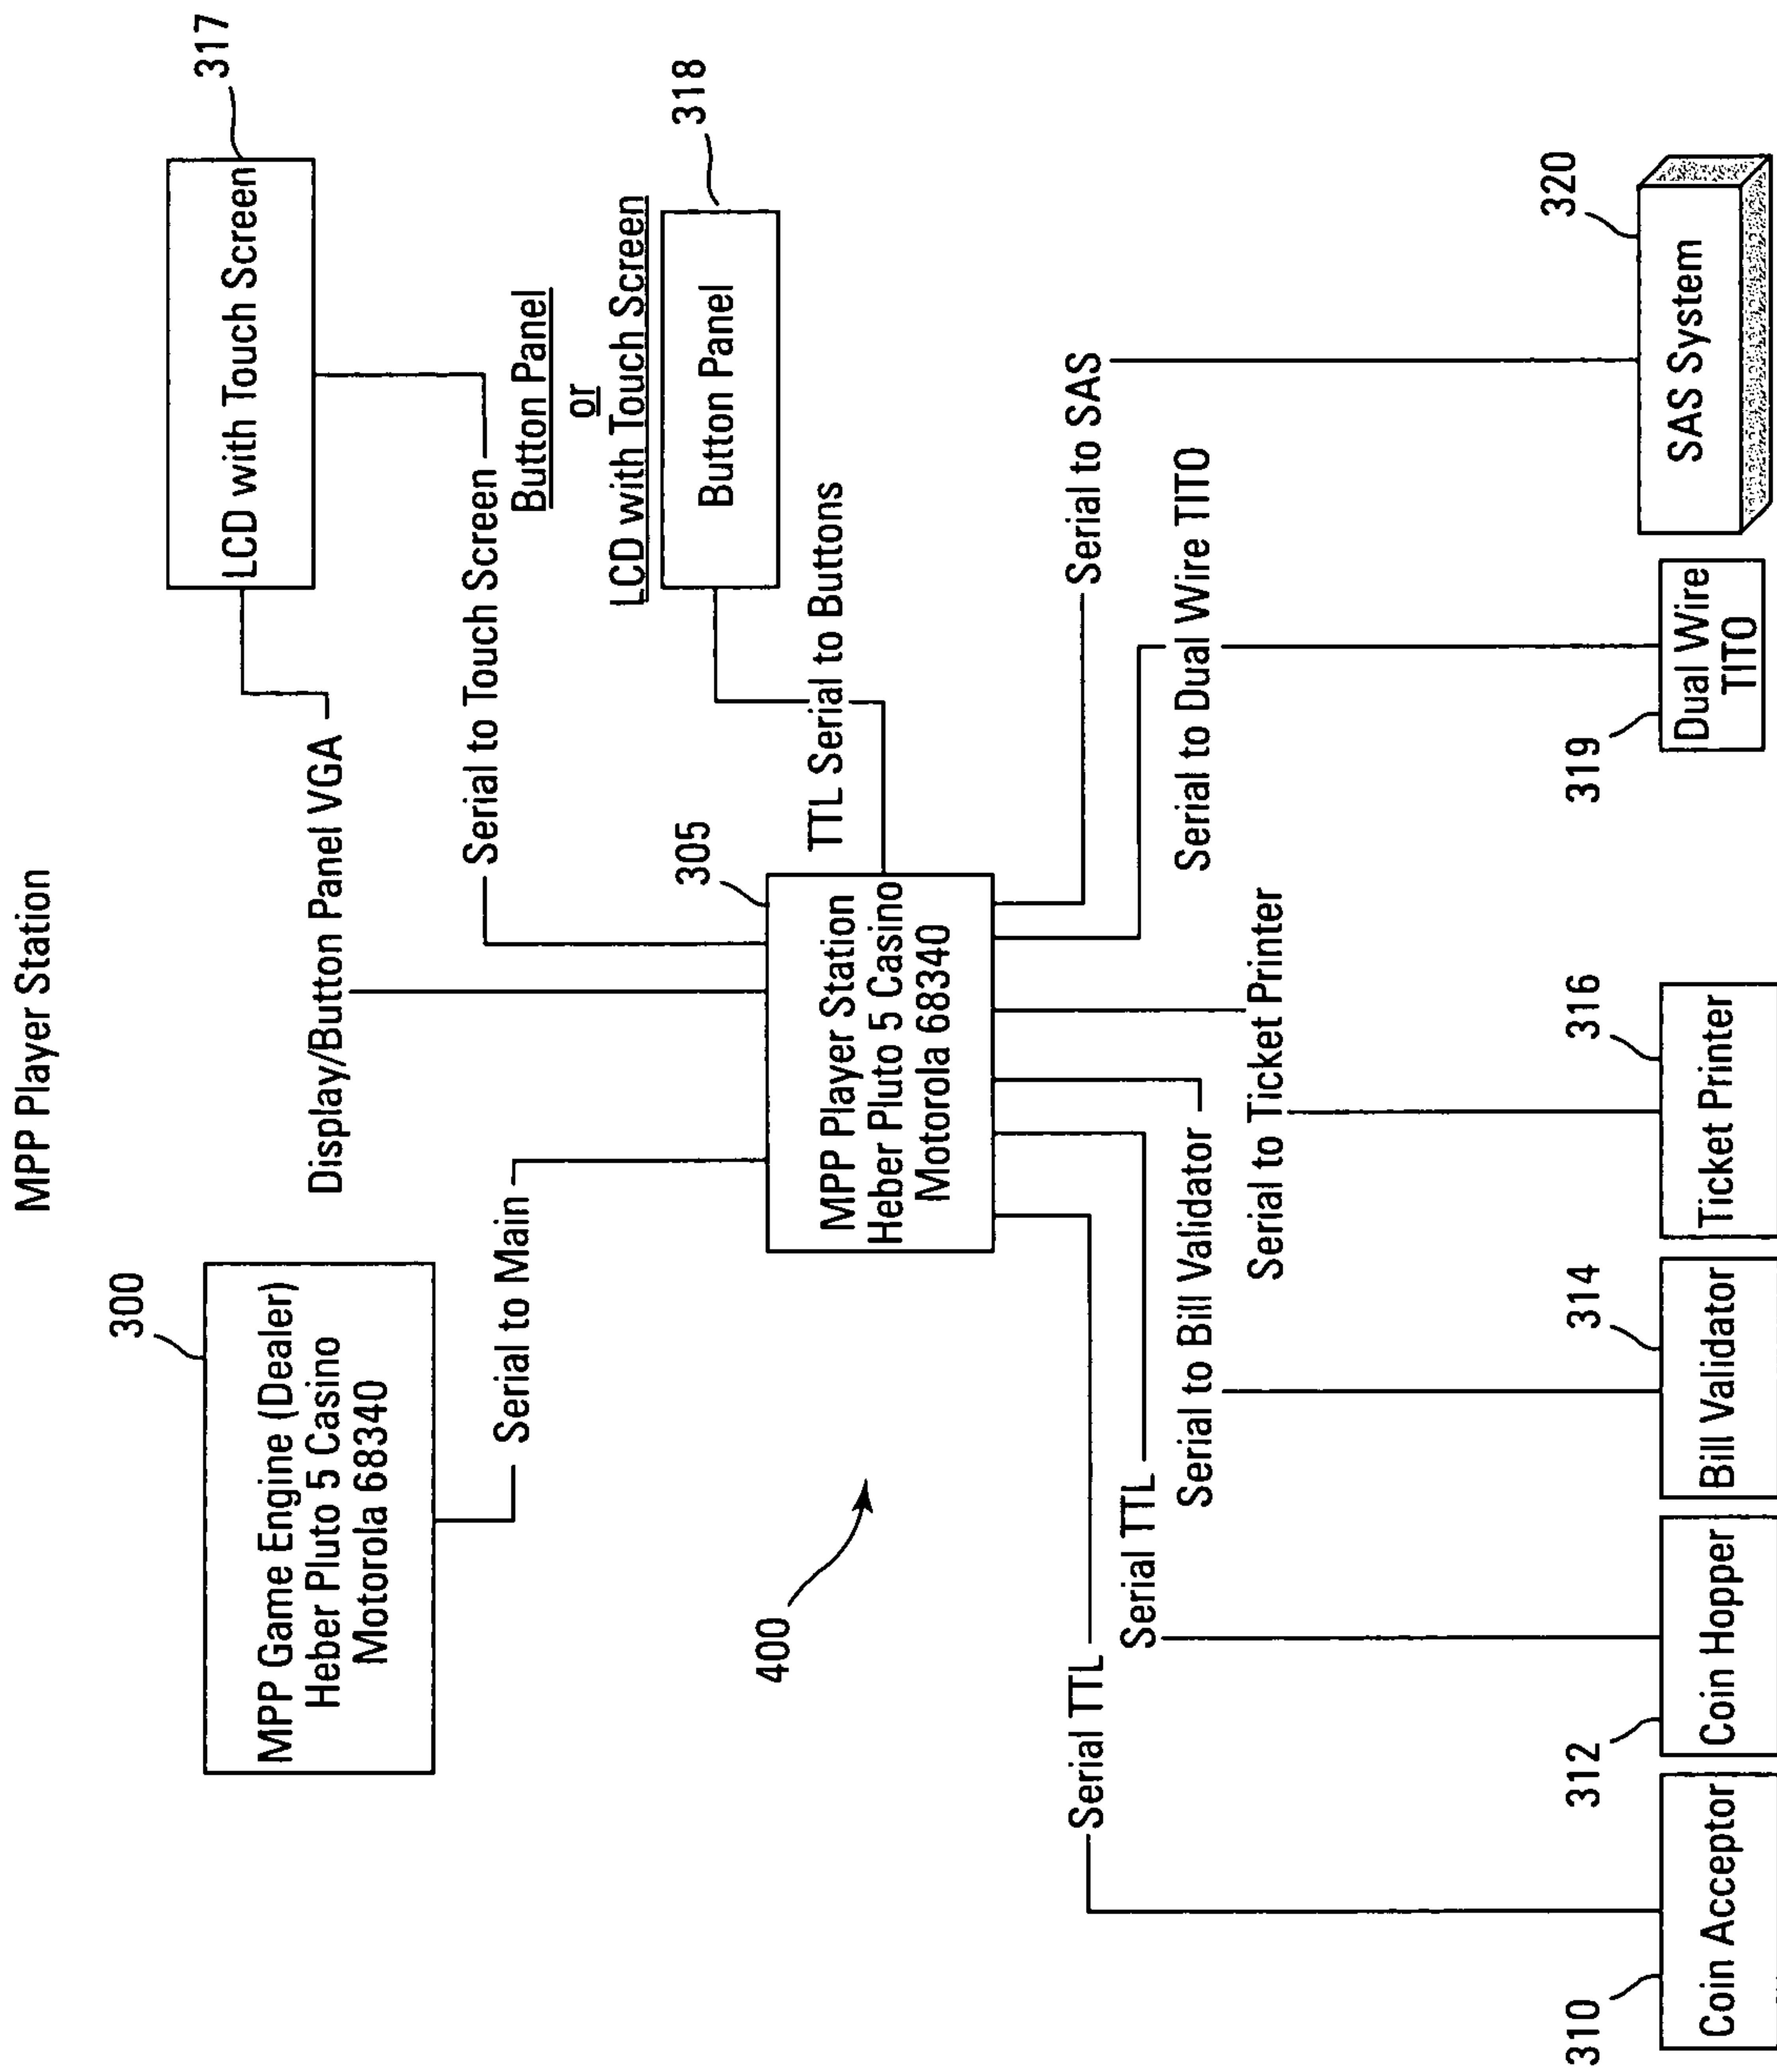 MPP Player Station
300
MPP Game Engine (Dealer)
Heber Pluto 5 Casino
Motorola 68340
317
LCD with Touch Screen
Display/Button Panel VGA
Serial to Main
Serial to Touch Screen
Button Panel
or
LCD with Touch Screen
318
Button Panel
305
MPP Player Station
Heber Pluto 5 Casino
Motorola 68340
TTL Serial to Buttons
400
Serial TTL
Serial TTL
Serial to Bill Validator
Serial to Ticket Printer
Serial to Dual Wire TITO
Serial to SAS
310
Coin Acceptor
312
Coin Hopper
314
Bill Validator
316
Ticket Printer
319
Dual Wire
TITO
320
SAS System